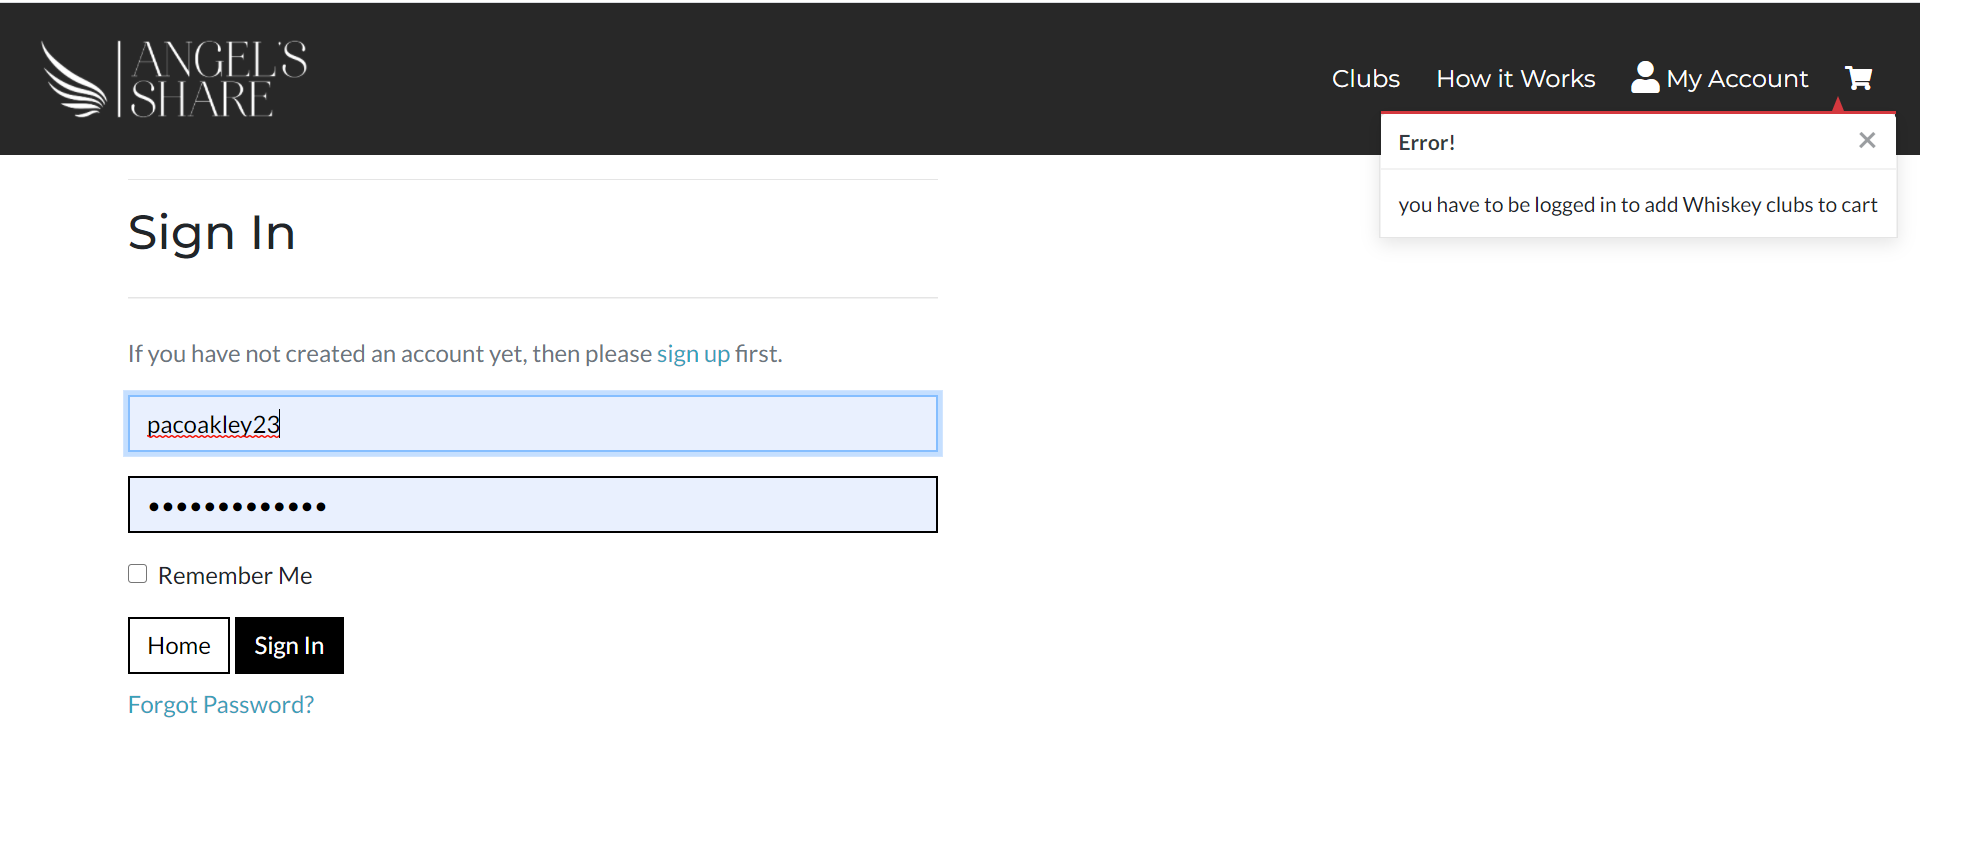 ANGEL'S
SHARE
Clubs How it Works My Account
Error!
you have to be logged in to add Whiskey clubs to cart
Sign In
If you have not created an account yet, then please sign up first.
pacoakley23
•••••••••••••
Remember Me
Home Sign In
Forgot Password?